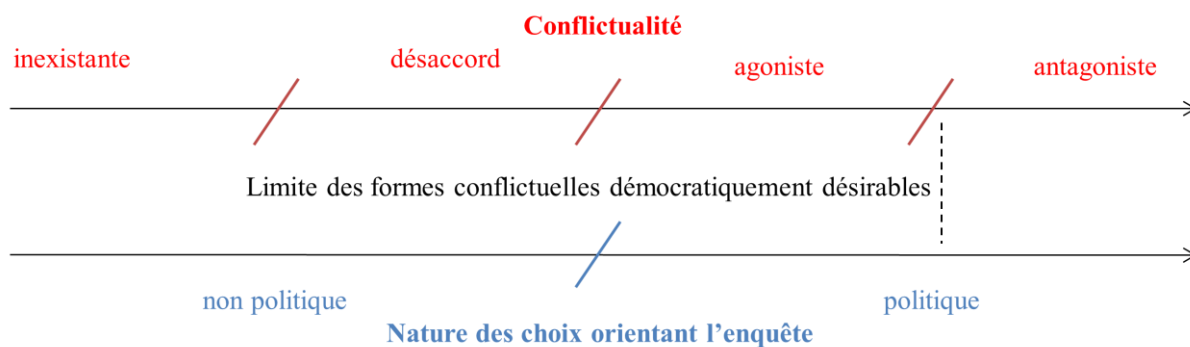 Conflictualité
inexistante désaccord agoniste antagoniste
Limite des formes conflictuelles démocratiquement désirables
non politique politique
Nature des choix orientant l’enquête